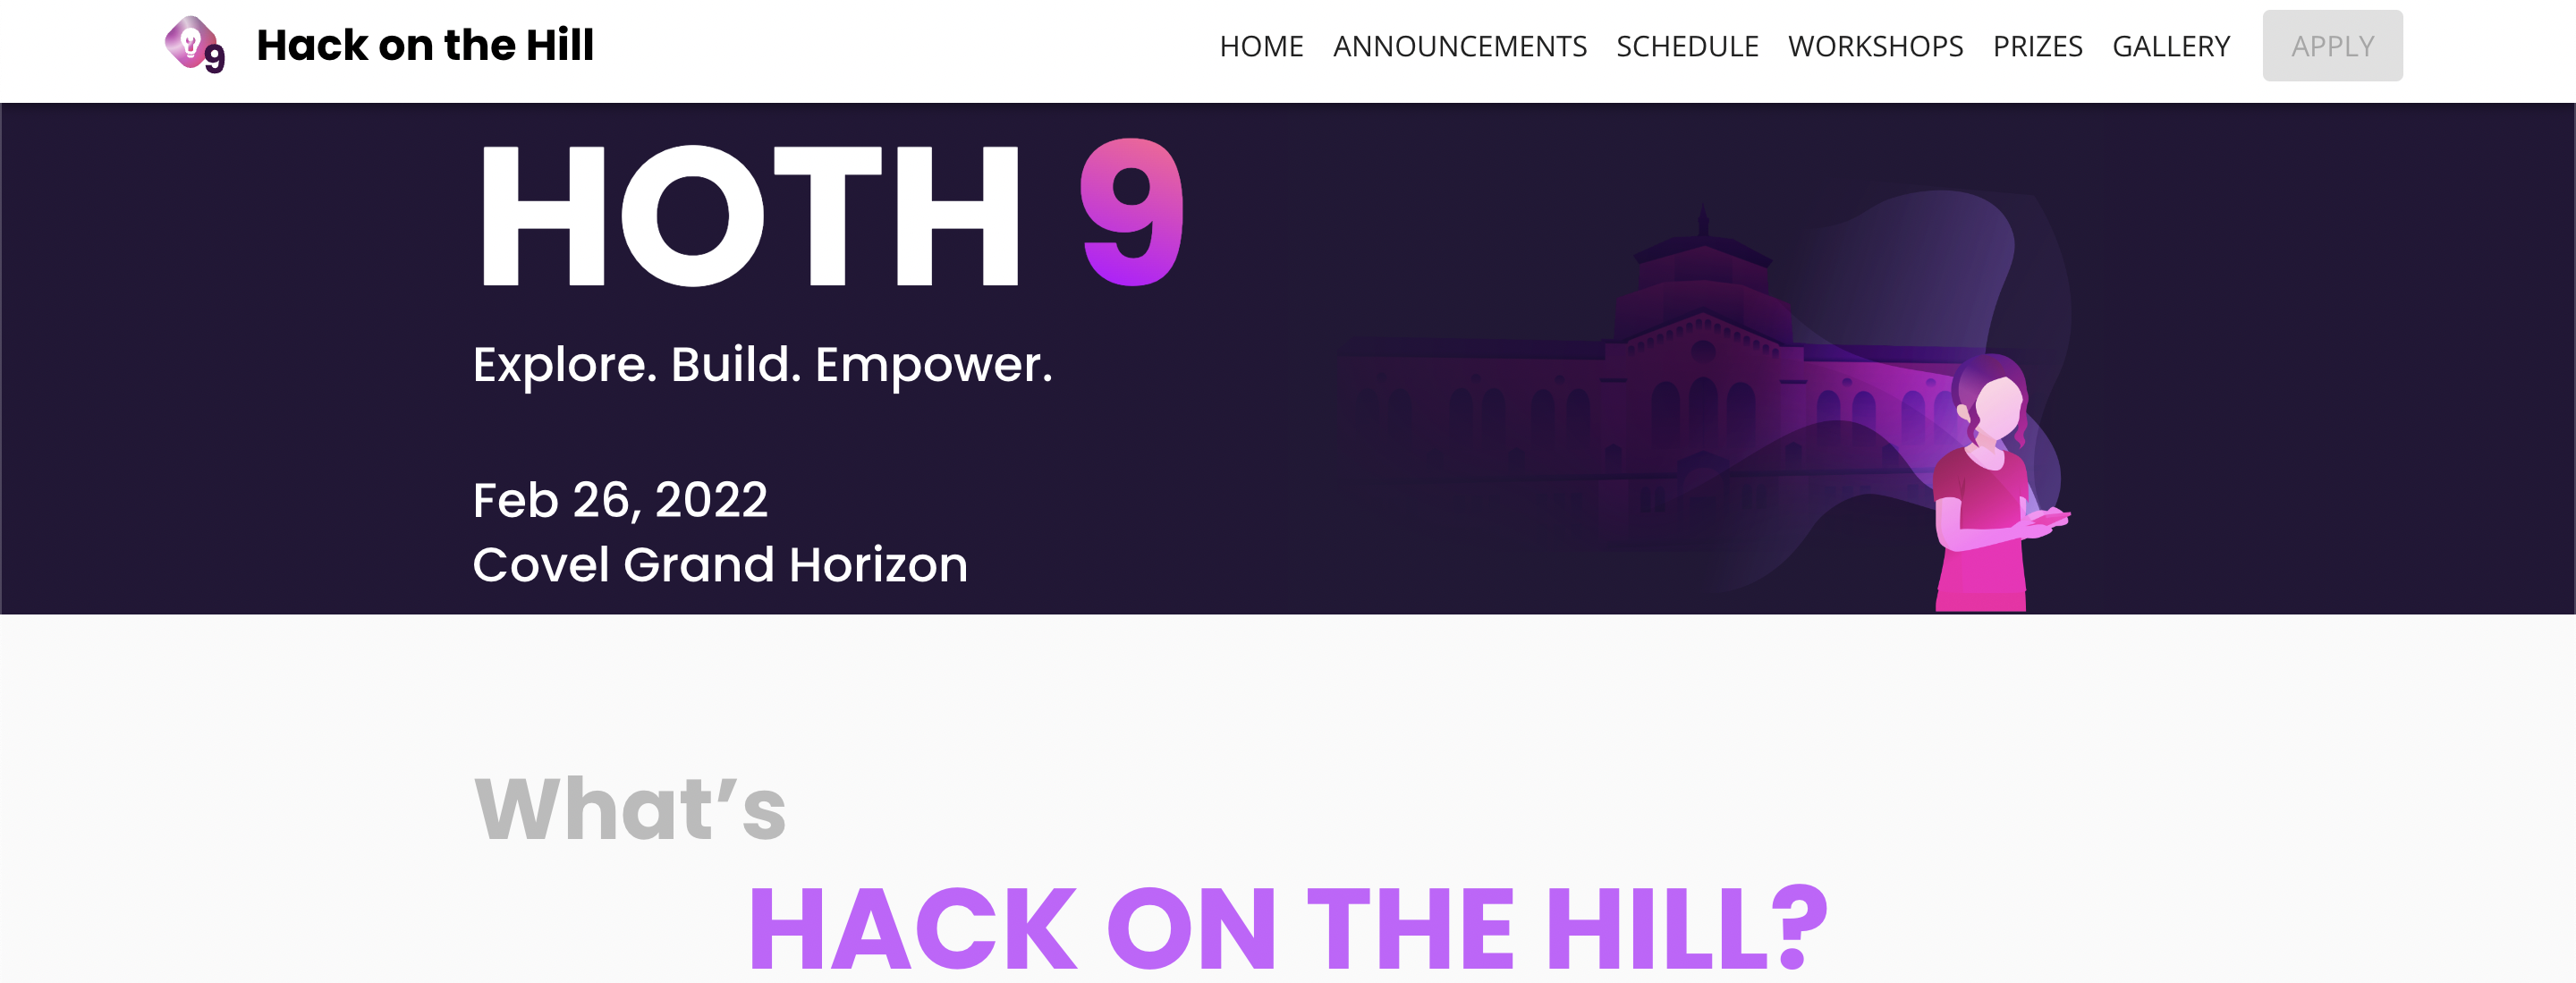 9 Hack on the Hill HOME ANNOUNCEMENTS SCHEDULE WORKSHOPS PRIZES GALLERY APPLY
HOTH 9
Explore. Build. Empower.
Feb 26, 2022
Covel Grand Horizon
What’s
HACK ON THE HILL?